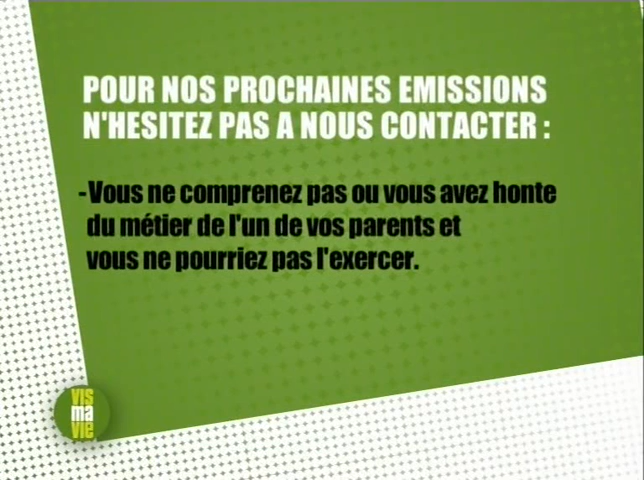 POUR NOS PROCHAINES EMISSIONS
N'HESITEZ PAS A NOUS CONTACTER :
-Vous ne comprenez pas ou vous avez honte
du métier de l'un de vos parents et
vous ne pourriez pas l'exercer.
VIS
ma
VIE